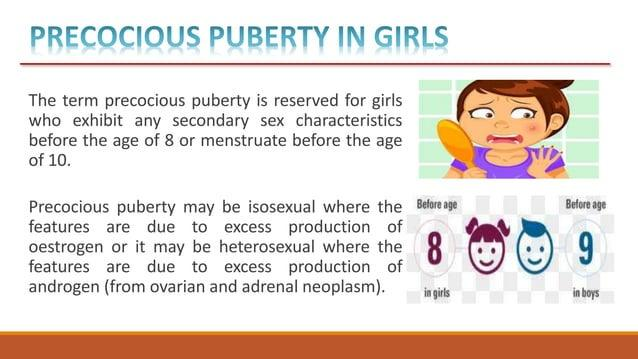 PRECOCIOUS PUBERTY IN GIRLS
The term precocious puberty is reserved for girls
who exhibit any secondary sex characteristics
before the age of 8 or menstruate before the age
of 10.
Precocious puberty may be isosexual where the
features are due to excess production of
oestrogen or it may be heterosexual where the
features are due to excess production of
androgen (from ovarian and adrenal neoplasm).
Before age
8
in girls
Before age
9
in boys